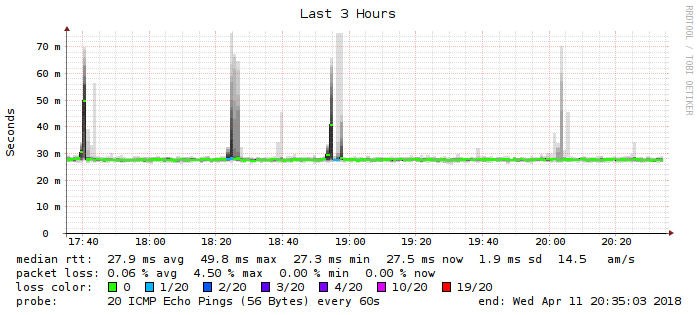 Last 3 Hours
RRDTOOL / TOBI OETIKER
Seconds
70 m
60 m
50 m
40 m
30 m
20 m
10 m
0
17:40 18:00 18:20 18:40 19:00 19:20 19:40 20:00 20:20
median rtt: 27.9 ms avg 49.8 ms max 27.3 ms min 27.5 ms now 1.9 ms sd 14.5 am/s
packet loss: 0.06 % avg 4.50 % max 0.00 % min 0.00 % now
loss color: 0 1/20 2/20 3/20 4/20 10/20 19/20
probe: 20 ICMP Echo Pings (56 Bytes) every 60s end: Wed Apr 11 20:35:03 2018